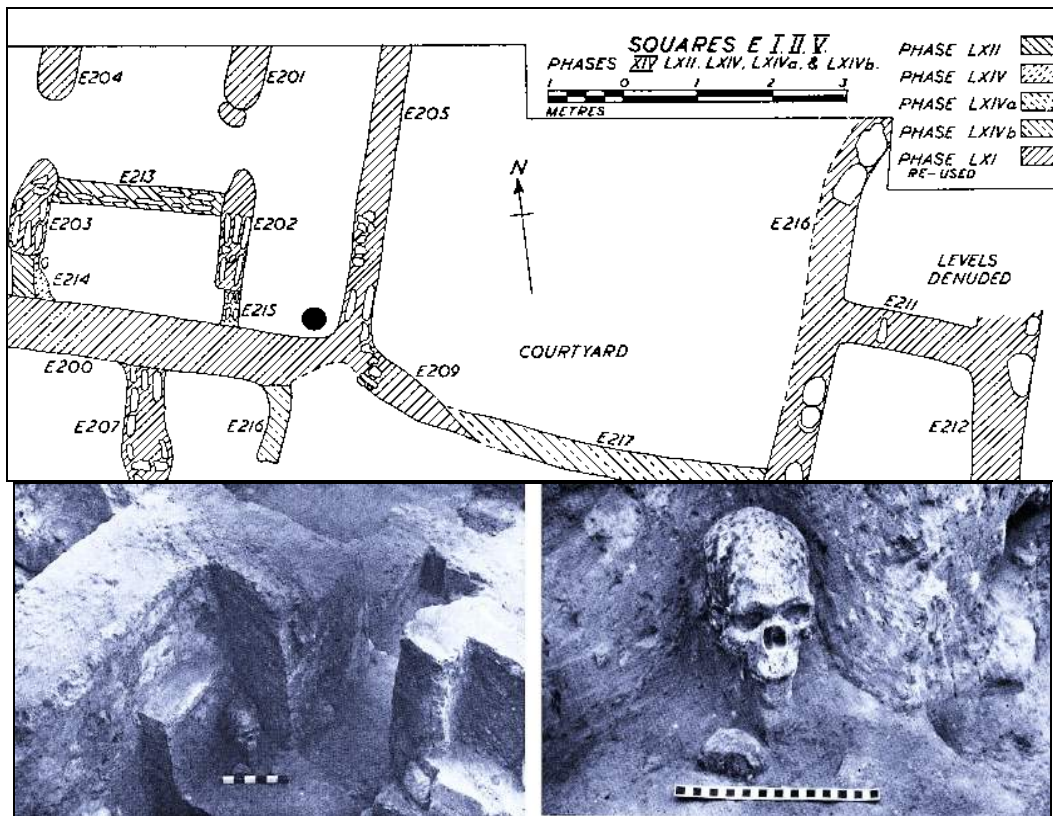 SQUARES E I. II. V.
PHASES XIV LXII, LXIV, LXIVa, & LXIVb.
1 0 1 2 3
METRES
PHASE LXII
PHASE LXIV
PHASE LXIVa
PHASE LXIVb
PHASE LXI
RE-USED
E204
E201
E205
N
E213
E203
E202
E216
E214
E215
LEVELS
DENUDED
E211
COURTYARD
E200
E209
E207
E216
E217
E212